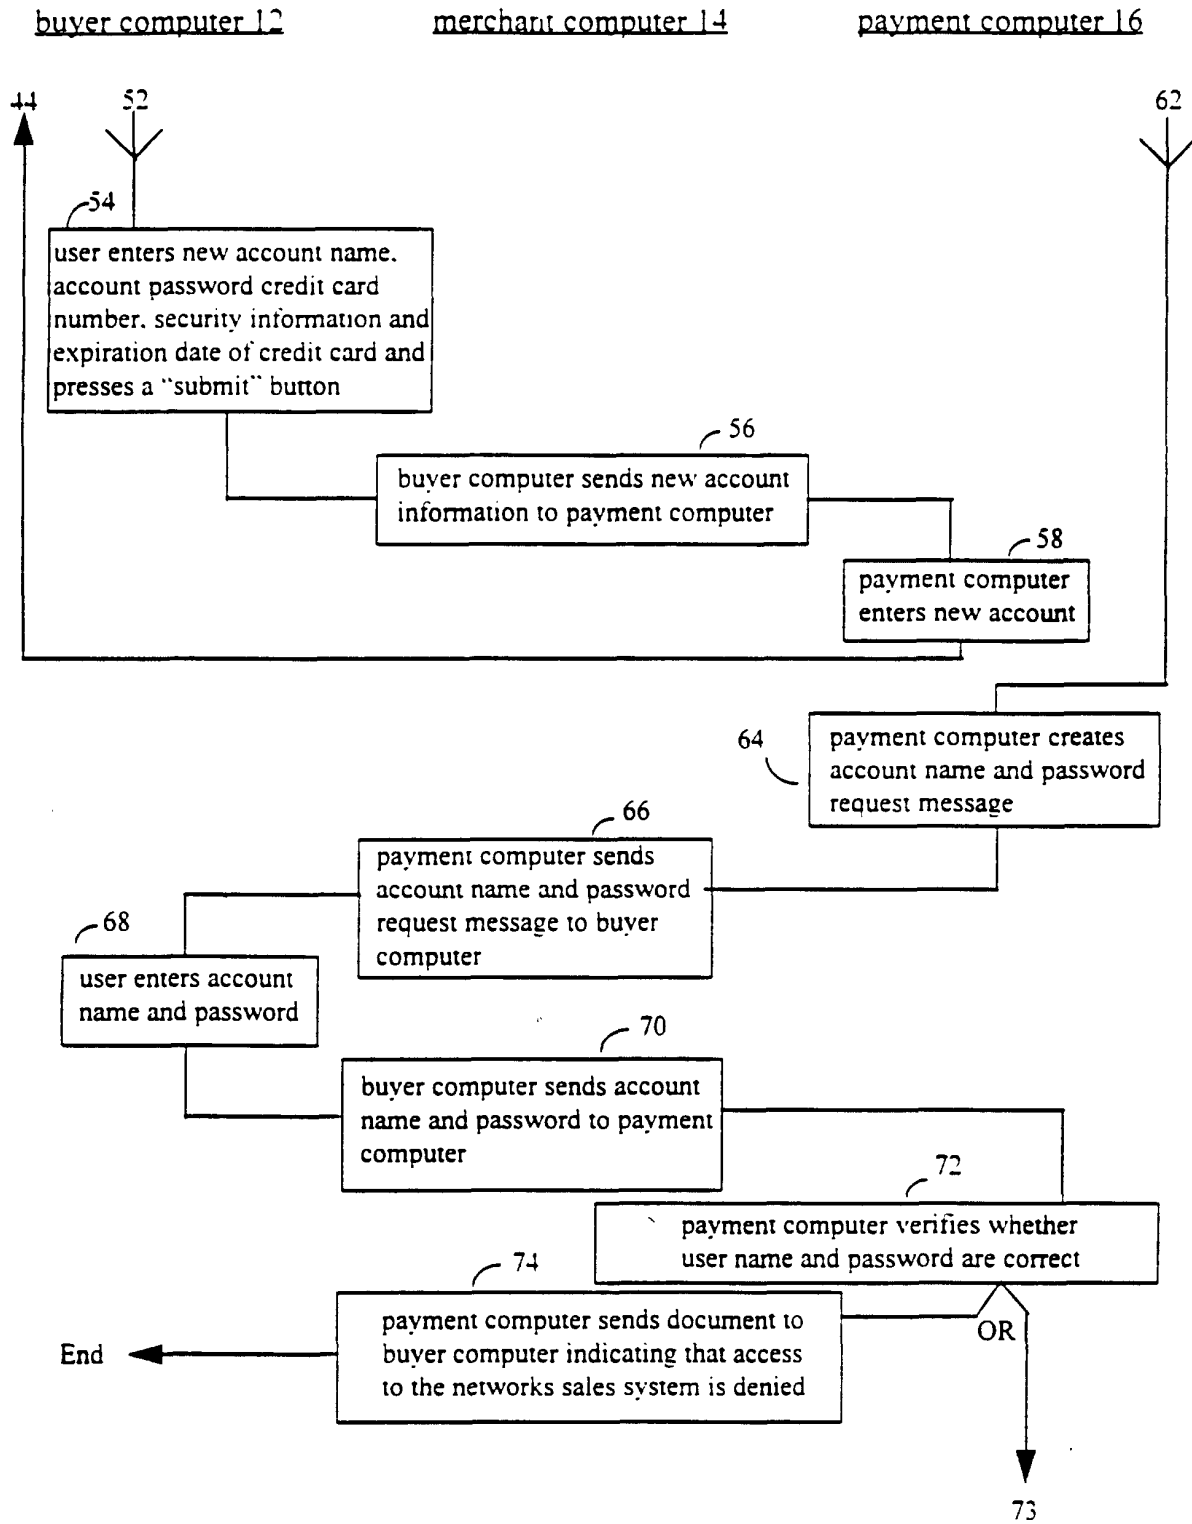 buyer computer 12
merchant computer 14
payment computer 16
44
52
62
54
user enters new account name.
account password credit card
number. security information and
expiration date of credit card and
presses a “submit” button
56
buyer computer sends new account
information to payment computer
58
payment computer
enters new account
64
payment computer creates
account name and password
request message
66
payment computer sends
account name and password
request message to buyer
computer
68
user enters account
name and password
70
buyer computer sends account
name and password to payment
computer
72
payment computer verifies whether
user name and password are correct
74
payment computer sends document to
buyer computer indicating that access
to the networks sales system is denied
OR
End
73